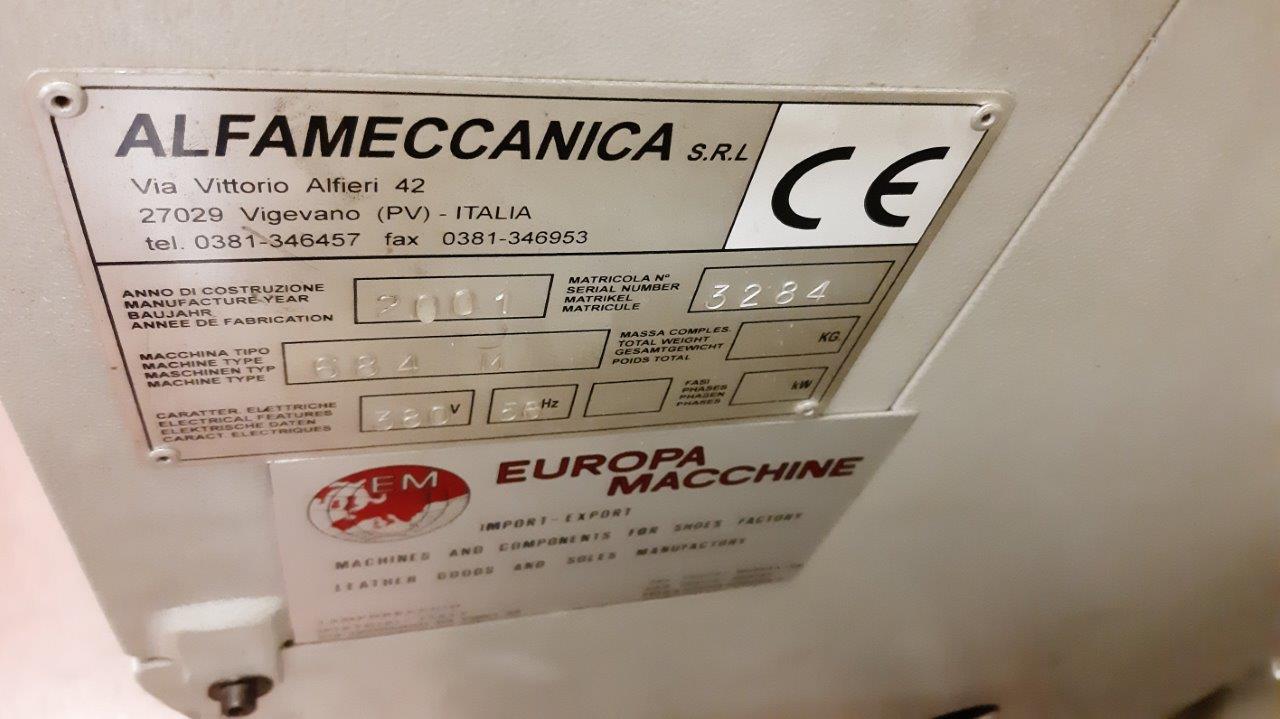 ALFAMECCANICA S.R.L
Via Vittorio Alfieri 42
27029 Vigevano (PV) - ITALIA
tel. 0381-346457 fax 0381-346953
CE
ANNO DI COSTRUZIONE
MANUFACTURE YEAR
BAUJAHR
ANNEE DE FABRICATION
2001
MATRICOLA N°
SERIAL NUMBER
MATRIKEL
MATRICULE
3284
MACCHINA TIPO
MACHINE TYPE
MASCHINEN TYP
MACHINE TYPE
684 M
MASSA COMPLES.
TOTAL WEIGHT
GESAMTGEWICHT
POIDS TOTAL
KG.
CARATTER. ELETTRICHE
ELECTRICAL FEATURES
ELEKTRISCHE DATEN
CARACT. ELECTRIQUES
380 V
Hz
FASI
PHASES
PHASEN
PHASES
kW
EM
EUROPA
MACCHINE
IMPORT-EXPORT
MACHINES AND COMPONENTS FOR SHOES FACTORY
LEATHER GOODS AND SOLES MANUFACTORY